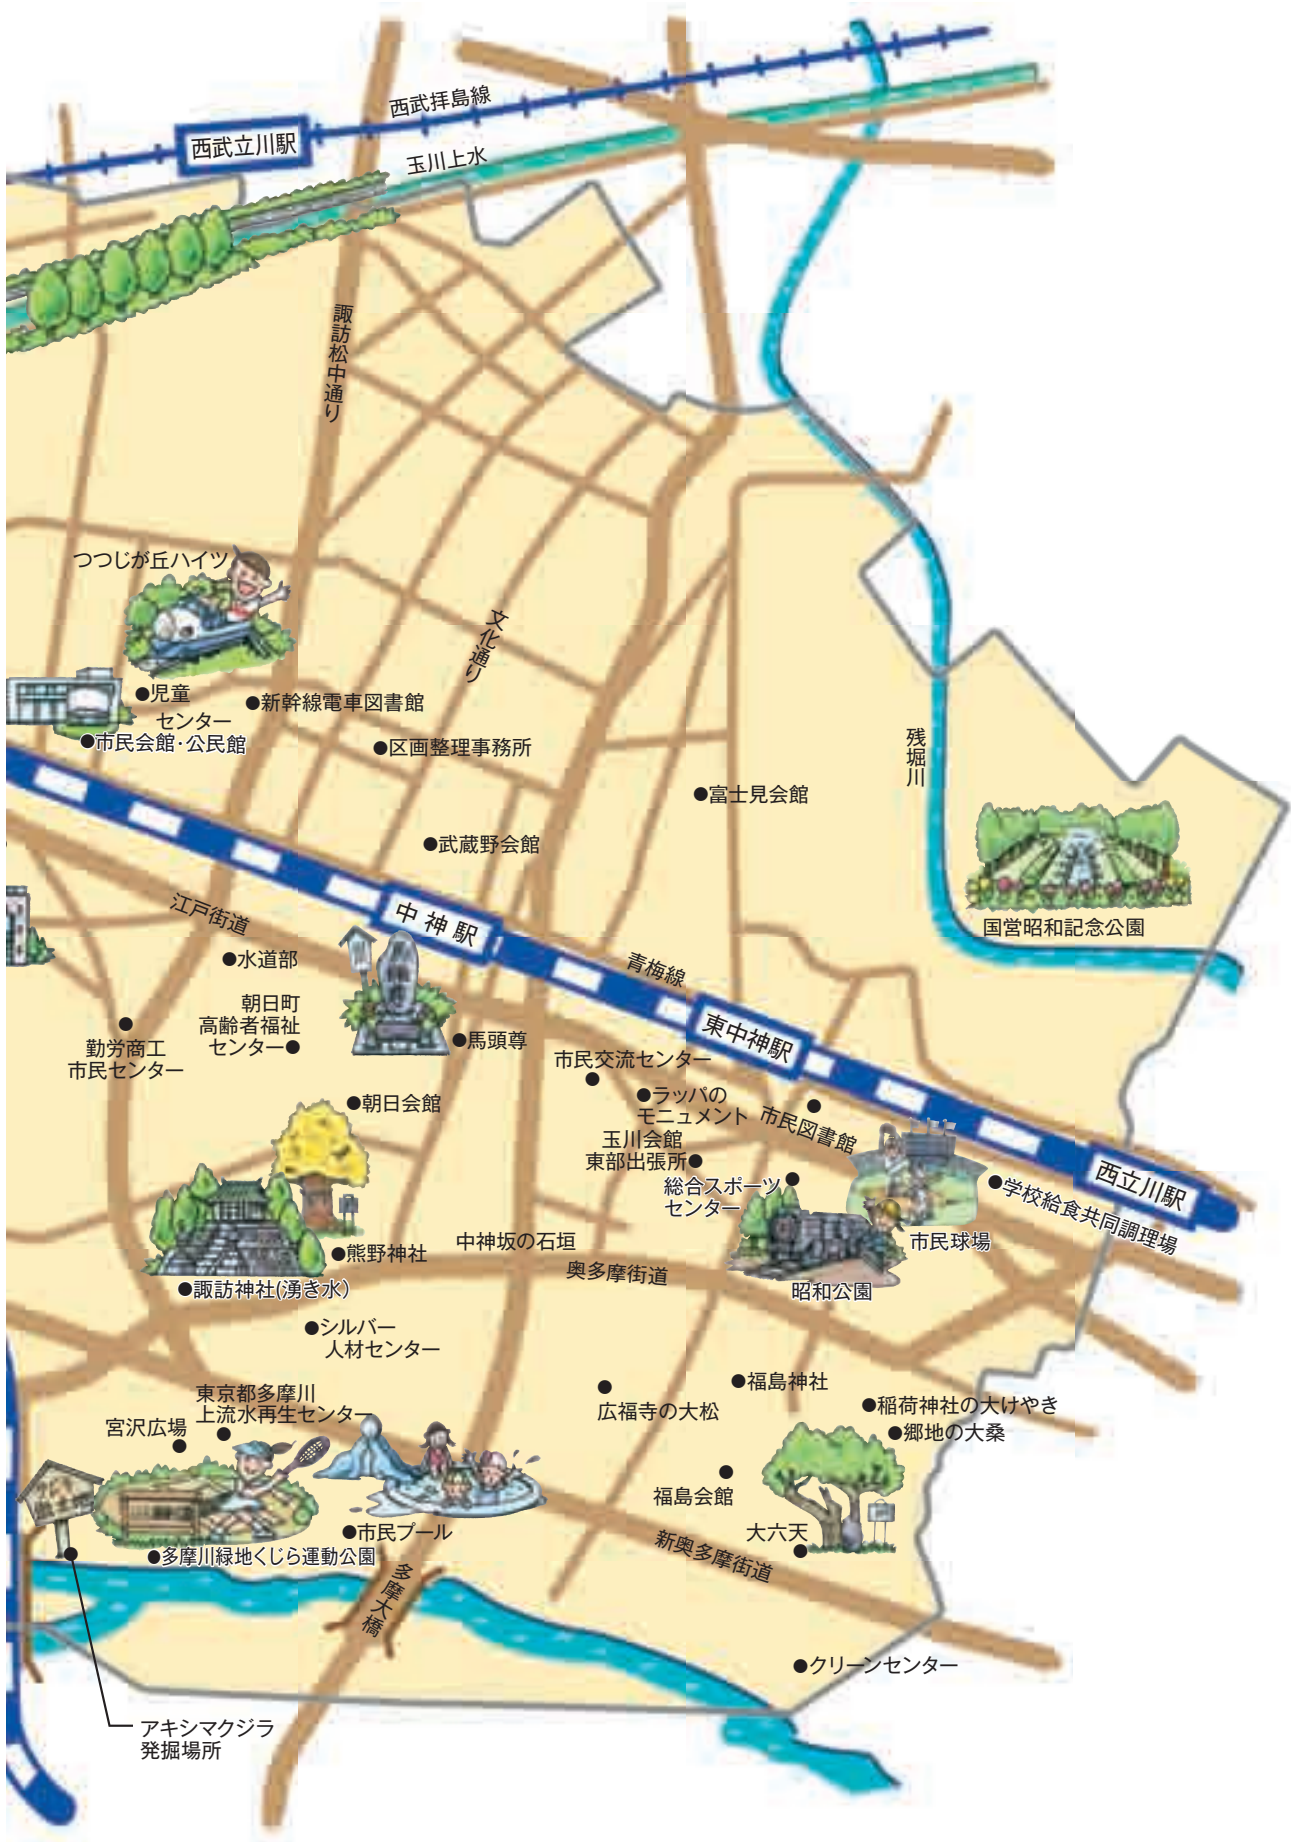 西武拝島線
西武立川駅
玉川上水
諏訪松中通り
つつじが丘ハイツ
文化通り
●児童
センター
●新幹線電車図書館
●市民会館・公民館
●区画整理事務所
残堀川
●富士見会館
●武蔵野会館
江戸街道
中神駅
国営昭和記念公園
●水道部
青梅線
朝日町
高齢者福祉
センター●
勤労商工
市民センター
●馬頭尊
東中神駅
市民交流センター
●ラッパの
モニュメント
市民図書館
●朝日会館
玉川会館
東部出張所●
総合スポーツ
センター
●学校給食共同調理場
西立川駅
市民球場
昭和公園
中神坂の石垣
奥多摩街道
●熊野神社
●諏訪神社(湧き水)
●シルバー
人材センター
東京都多摩川
上流水再生センター
宮沢広場
広福寺の大松
●福島神社
●稲荷神社の大けやき
●郷地の大桑
福島会館
大六天
新奥多摩街道
●市民プール
●多摩川緑地くじら運動公園
多摩大橋
●クリーンセンター
アキシマクジラ
発掘場所